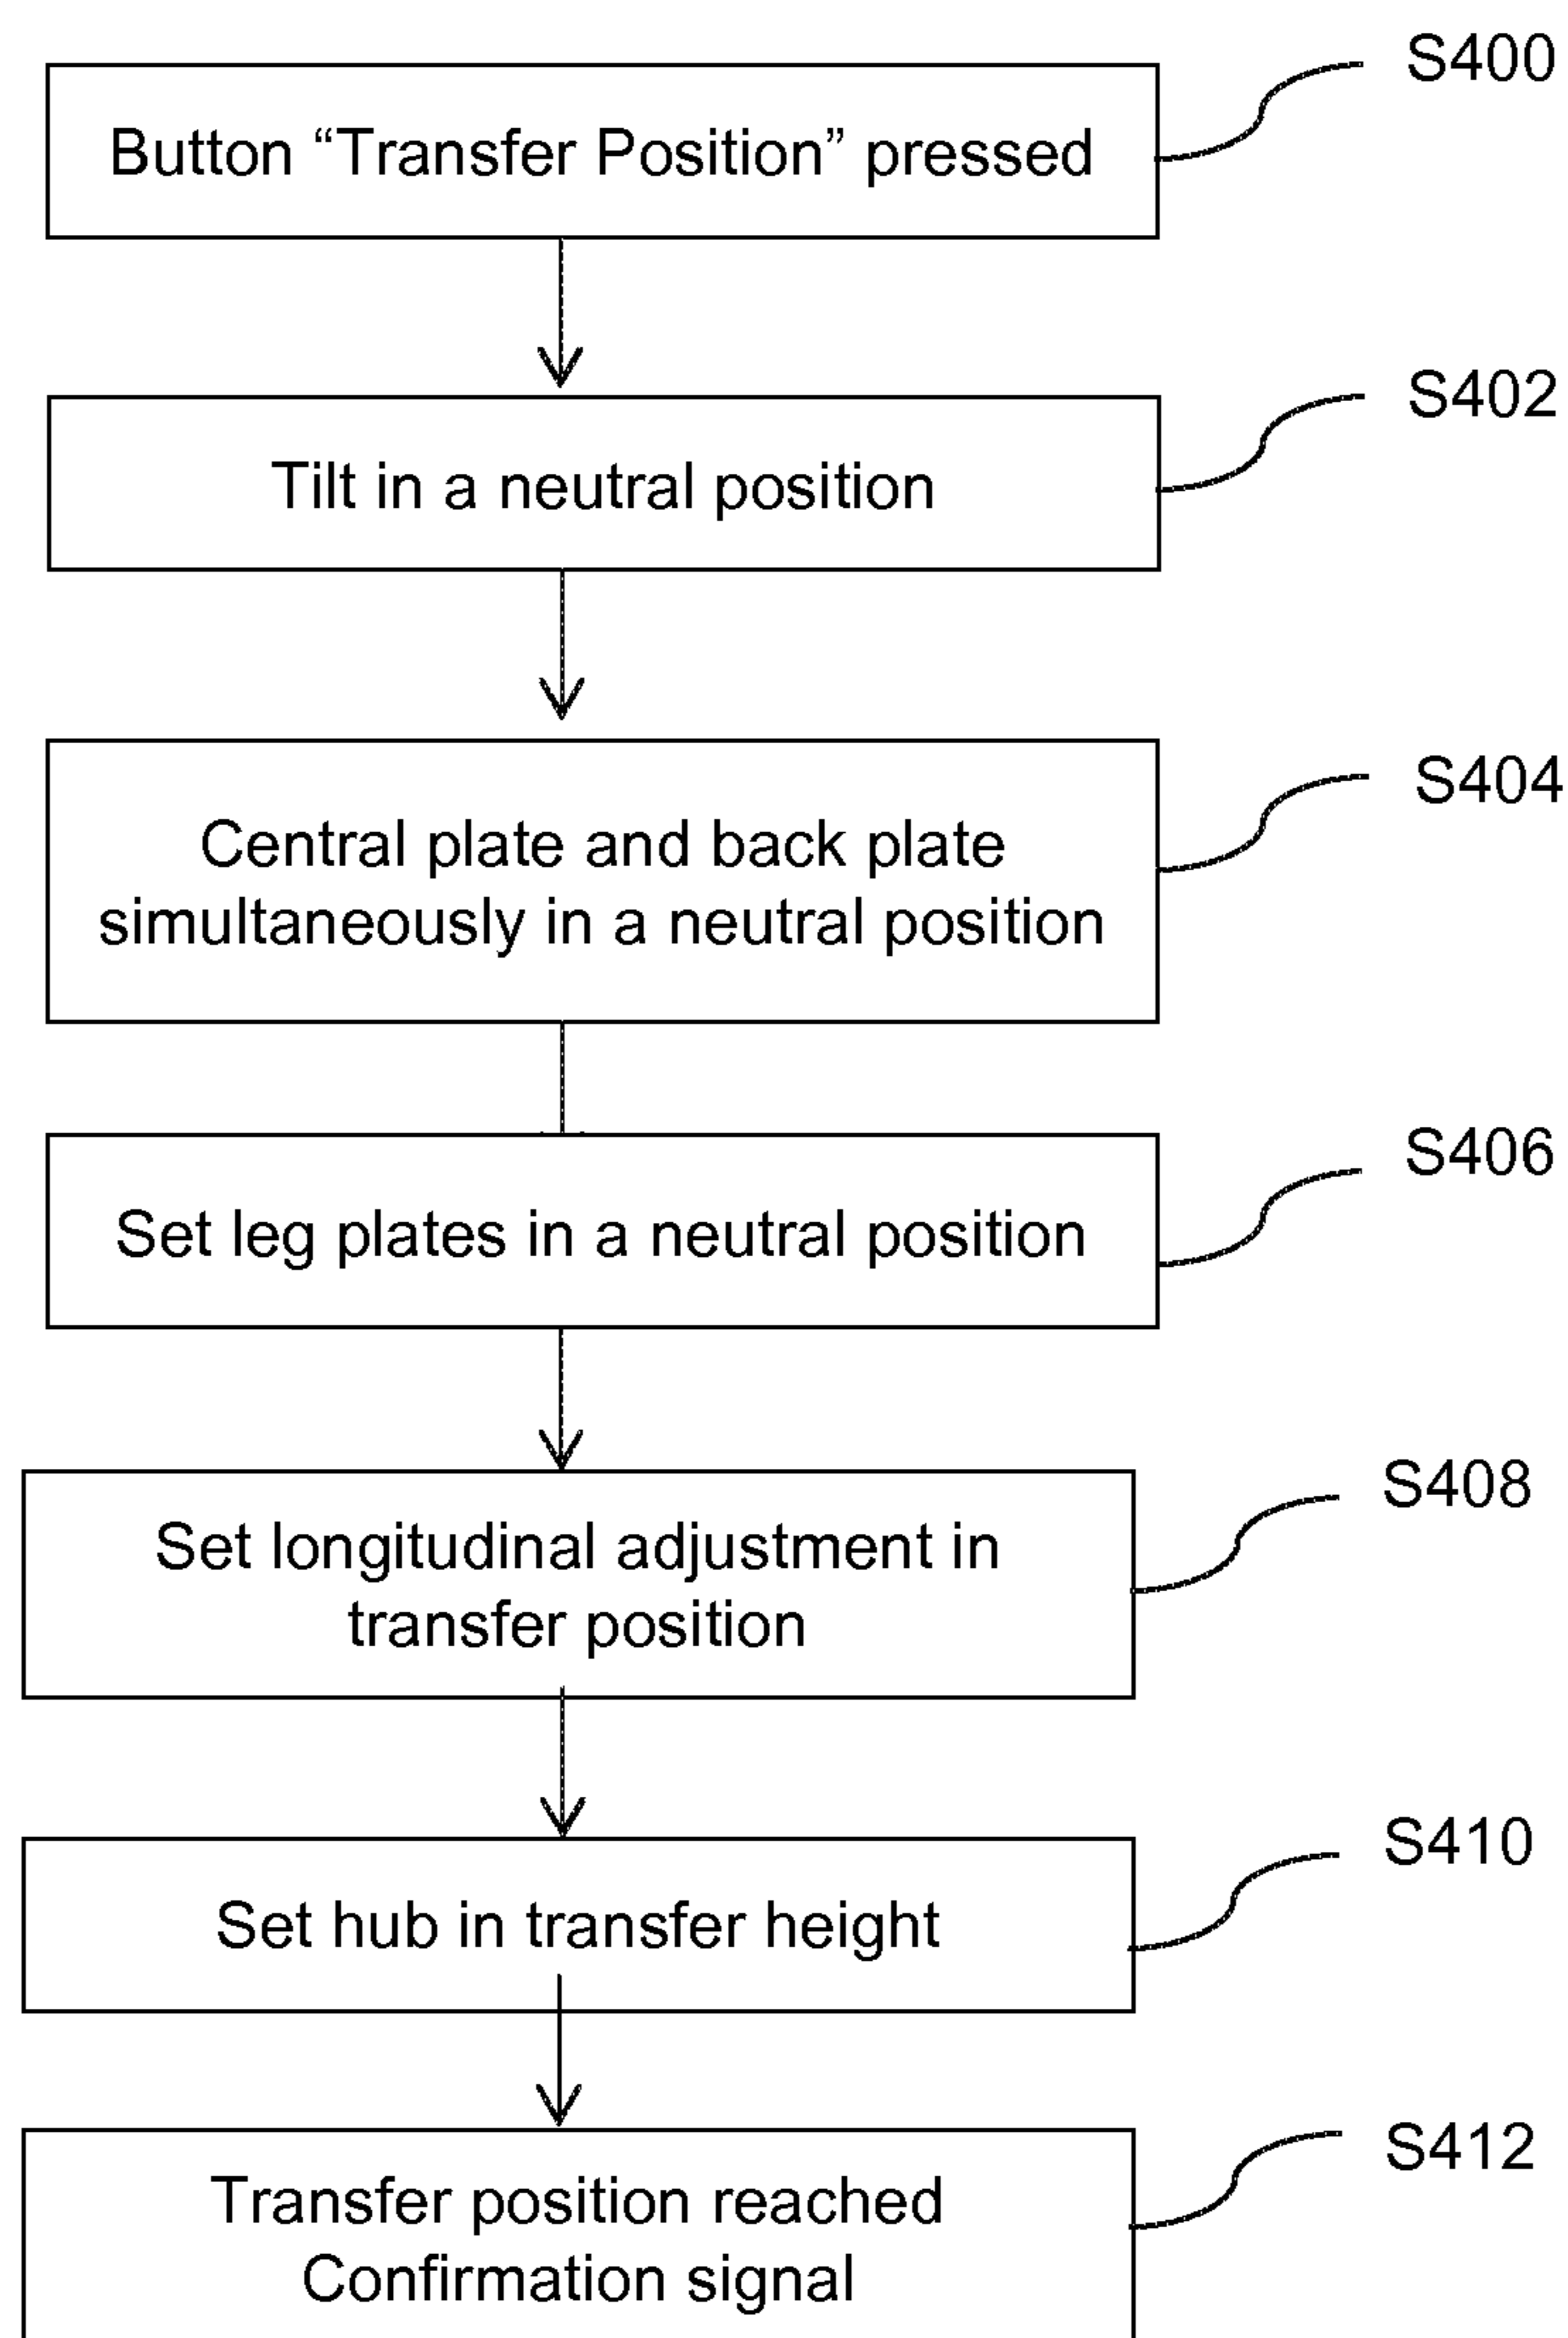 S400
Button “Transfer Position” pressed
S402
Tilt in a neutral position
S404
Central plate and back plate
simultaneously in a neutral position
S406
Set leg plates in a neutral position
S408
Set longitudinal adjustment in
transfer position
S410
Set hub in transfer height
S412
Transfer position reached
Confirmation signal